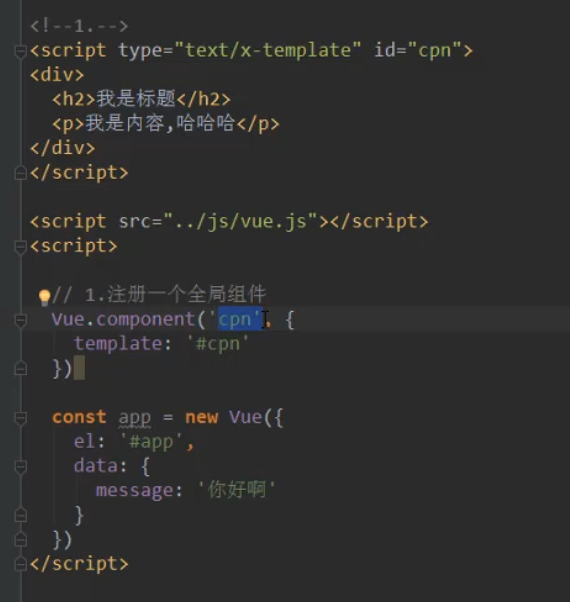 <!--1.-->
<script type="text/x-template" id="cpn">
<div>
  <h2>我是标题</h2>
  <p>我是内容,哈哈哈</p>
</div>
</script>

<script src="../js/vue.js"></script>
<script>

  // 1.注册一个全局组件
  Vue.component('cpn', {
    template: '#cpn'
  })

  const app = new Vue({
    el: '#app',
    data: {
      message: '你好啊'
    }
  })
</script>